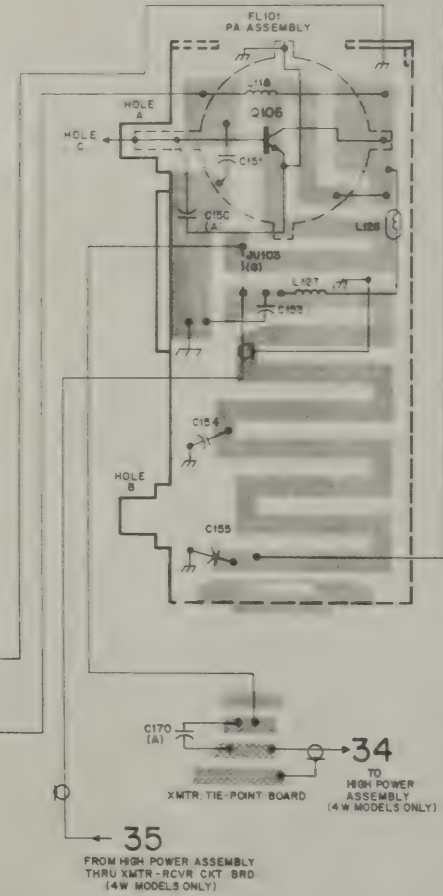 FL101
PA ASSEMBLY
L118
HOLE
A
Q106
HOLE
C
C151
C150
(A)
L126
JU103
(B)
L127
C153
C154
HOLE
B
C155
C170
(A)
34
TO
HIGH POWER
ASSEMBLY
(4W MODELS ONLY)
XMTR TIE-POINT BOARD
35
FROM HIGH POWER ASSEMBLY
THRU XMTR-RCVR CKT BRD
(4W MODELS ONLY)